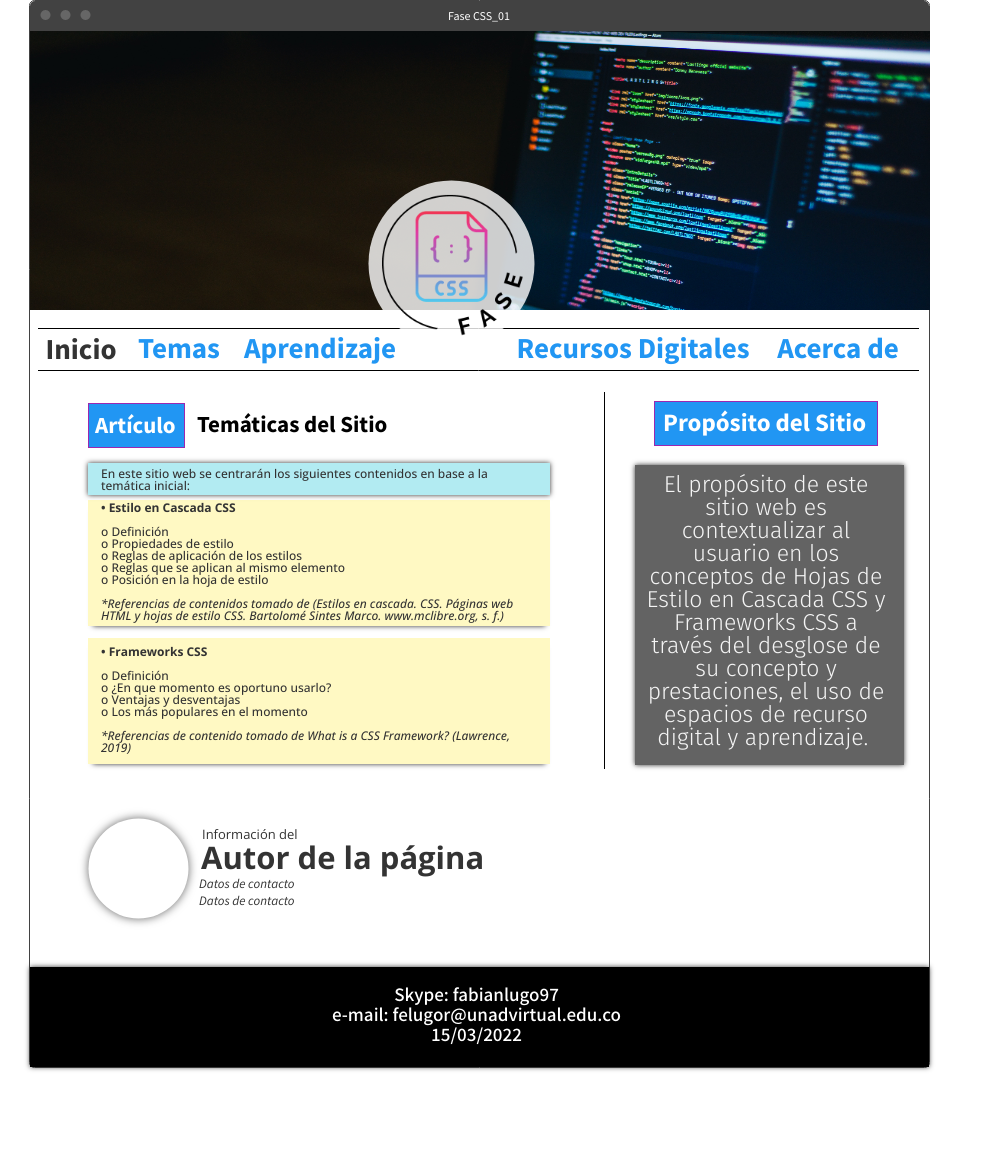 Fase CSS_01
{ : }
CSS
FASE
Inicio Temas Aprendizaje Recursos Digitales Acerca de
Artículo Temáticas del Sitio
En este sitio web se centrarán los siguientes contenidos en base a la
temática inicial:
• Estilo en Cascada CSS
o Definición
o Propiedades de estilo
o Reglas de aplicación de los estilos
o Reglas que se aplican al mismo elemento
o Posición en la hoja de estilo
*Referencias de contenidos tomado de (Estilos en cascada. CSS. Páginas web
HTML y hojas de estilo CSS. Bartolomé Sintes Marco. www.mclibre.org, s. f.)
• Frameworks CSS
o Definición
o ¿En que momento es oportuno usarlo?
o Ventajas y desventajas
o Los más populares en el momento
*Referencias de contenido tomado de What is a CSS Framework? (Lawrence,
2019)
Propósito del Sitio
El propósito de este
sitio web es
contextualizar al
usuario en los
conceptos de Hojas de
Estilo en Cascada CSS y
Frameworks CSS a
través del desglose de
su concepto y
prestaciones, el uso de
espacios de recurso
digital y aprendizaje.
Información del
Autor de la página
Datos de contacto
Datos de contacto
Skype: fabianlugo97
e-mail: felugor@unadvirtual.edu.co
15/03/2022